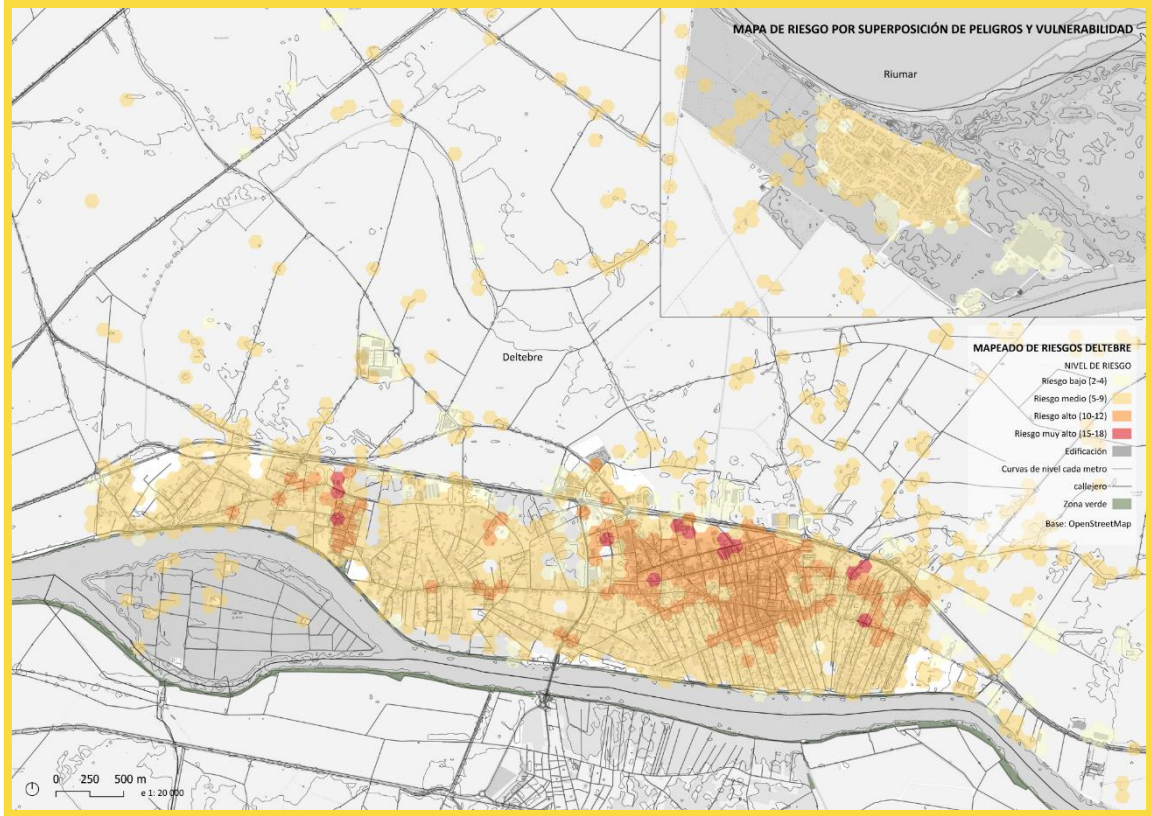 MAPA DE RIESGO POR SUPERPOSICIÓN DE PELIGROS Y VULNERABILIDAD
Riumar
Deltebre
MAPEADO DE RIESGOS DELTEBRE
NIVEL DE RIESGO
Riesgo bajo (2-4)
Riesgo medio (5-9)
Riesgo alto (10-12)
Riesgo muy alto (15-18)
Edificación
Curvas de nivel cada metro
callejero
Zona verde
Base: OpenStreetMap
0 250 500 m
e 1: 20 000